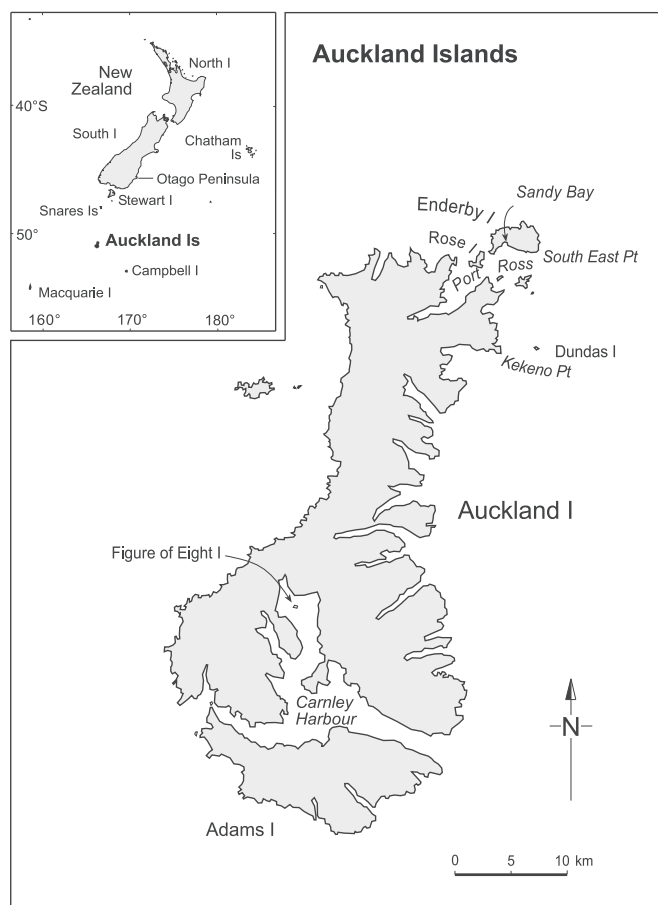 Auckland Islands
North I
New
Zealand
40°S
South I
Chatham
Is
Otago Peninsula
Stewart I
Snares Is
50°
Auckland Is
Campbell I
Macquarie I
160°
170°
180°
Sandy Bay
Enderby I
Rose I
South East Pt
Port Ross
Dundas I
Kekeno Pt
Auckland I
Figure of Eight I
Carnley
Harbour
N
Adams I
0 5 10 km